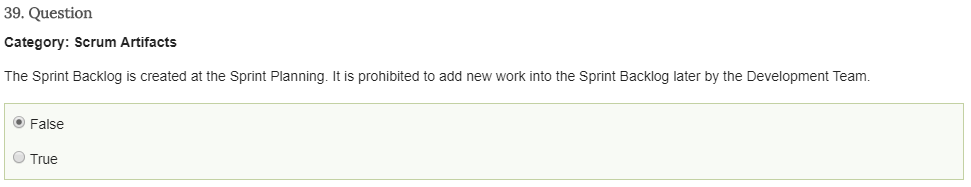 39. Question
Category: Scrum Artifacts
The Sprint Backlog is created at the Sprint Planning. It is prohibited to add new work into the Sprint Backlog later by the Development Team.
False
True